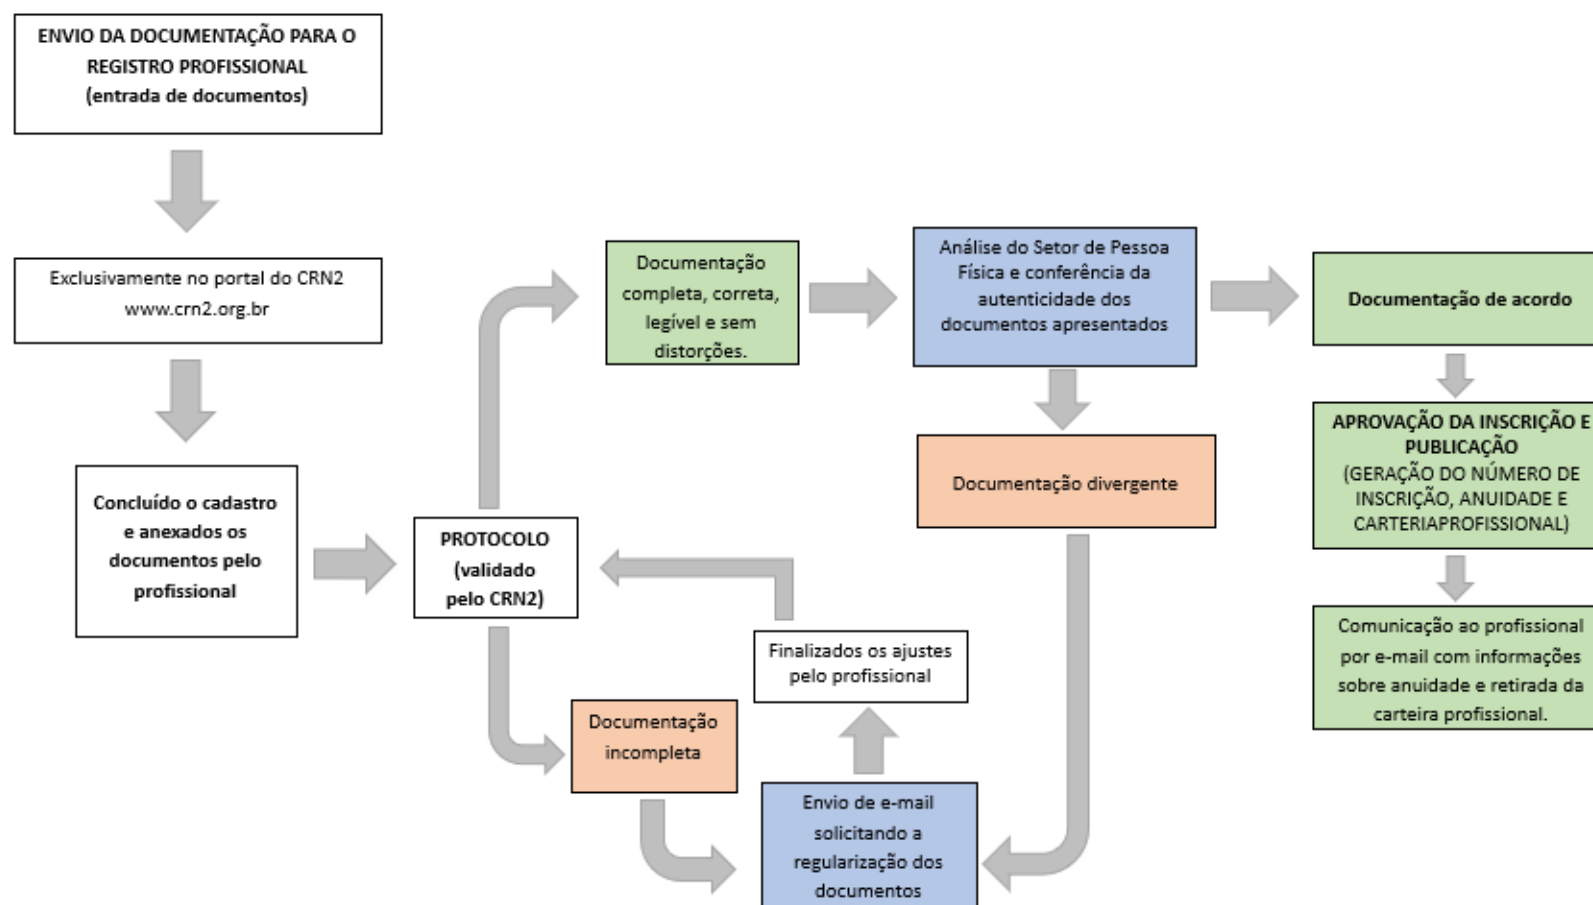 ENVIO DA DOCUMENTAÇÃO PARA O
REGISTRO PROFISSIONAL
(entrada de documentos)
Exclusivamente no portal do CRN2
www.crn2.org.br
Concluído o cadastro
e anexados os
documentos pelo
profissional
PROTOCOLO
(validado
pelo CRN2)
Documentação
completa, correta,
legível e sem
distorções.
Análise do Setor de Pessoa
Física e conferência da
autenticidade dos
documentos apresentados
Documentação de acordo
APROVAÇÃO DA INSCRIÇÃO E
PUBLICAÇÃO
(GERAÇÃO DO NÚMERO DE
INSCRIÇÃO, ANUIDADE E
CARTERIAPROFISSIONAL)
Comunicação ao profissional
por e-mail com informações
sobre anuidade e retirada da
carteira profissional.
Documentação divergente
Finalizados os ajustes
pelo profissional
Documentação
incompleta
Envio de e-mail
solicitando a
regularização dos
documentos